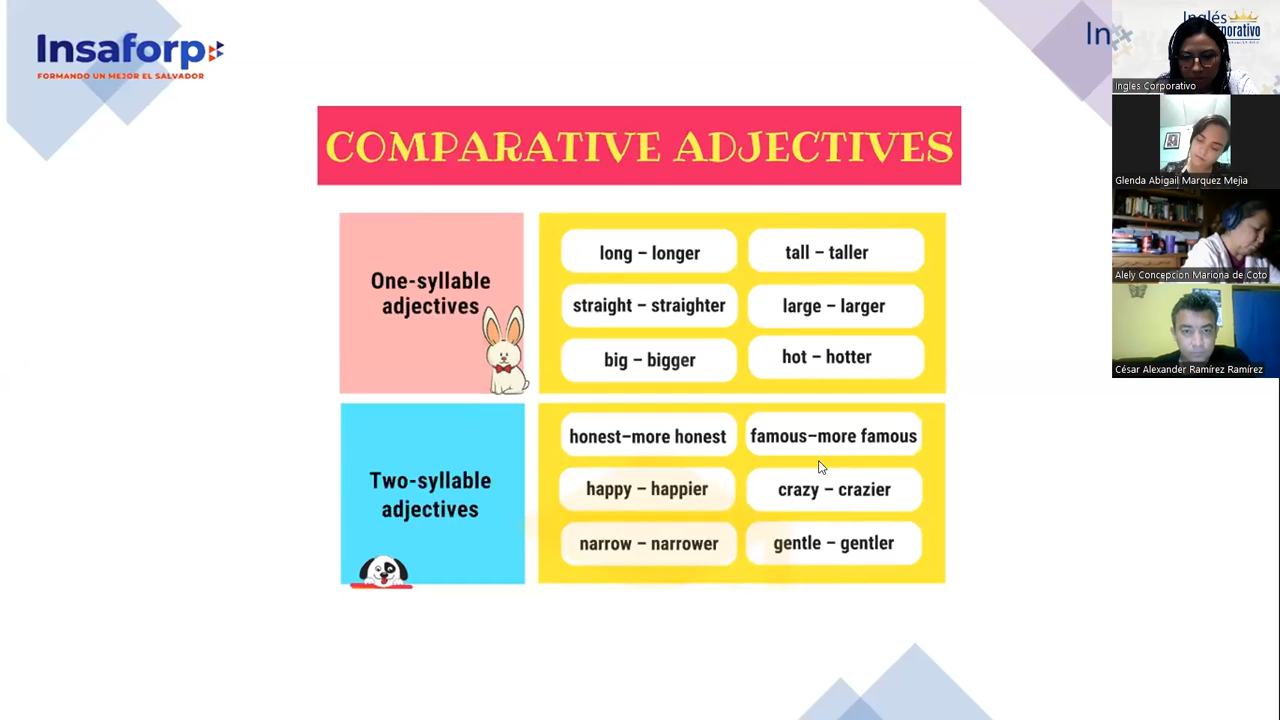 Insaforp
FORMANDO UN MEJOR EL SALVADOR
In
Inglés
Ingles Corporativo
Glenda Abigail Marquez Mejia
Alely Concepcion Mariona de Coto
César Alexander Ramírez Ramírez
COMPARATIVE ADJECTIVES
One-syllable
adjectives
long – longer
tall – taller
straight – straighter
large – larger
big – bigger
hot – hotter
Two-syllable
adjectives
honest–more honest
famous–more famous
happy – happier
crazy – crazier
narrow – narrower
gentle – gentler